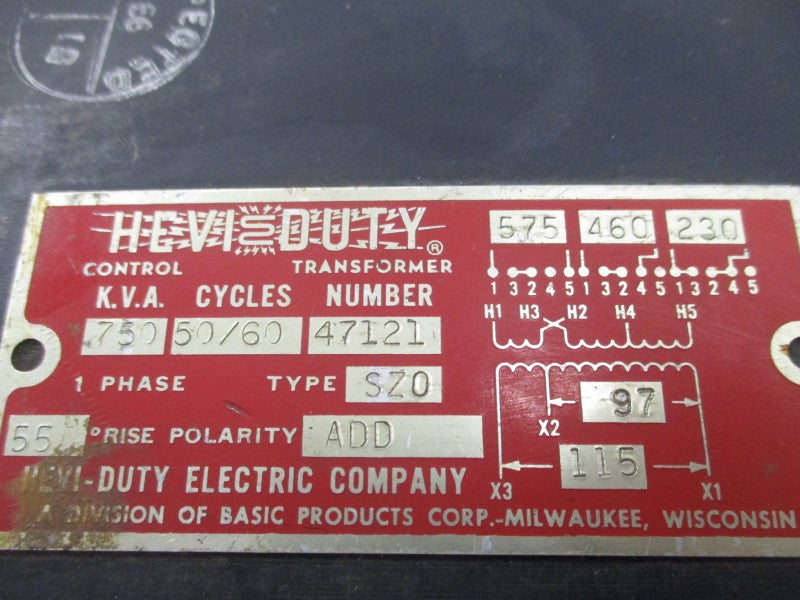 HEVI DUTY ®
CONTROL TRANSFORMER
K.V.A. CYCLES NUMBER
.750 50/60 47121
1 PHASE TYPE SZO
55 °RISE POLARITY ADD
HEVI-DUTY ELECTRIC COMPANY
A DIVISION OF BASIC PRODUCTS CORP.-MILWAUKEE, WISCONSIN
575 460 230
1 3 2 4 5 1 3 2 4 5 1 3 2 4 5
H1 H3 H2 H4 H5
97
X2
115
X3 X1